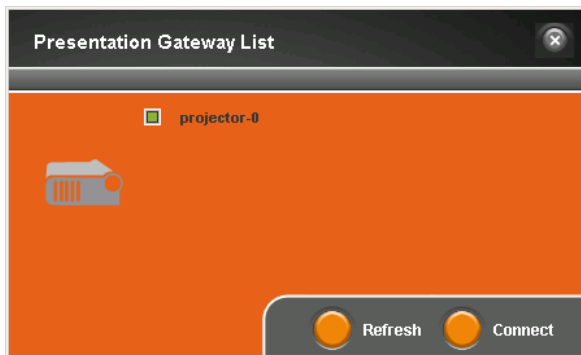 Presentation Gateway List
projector-0
Refresh
Connect